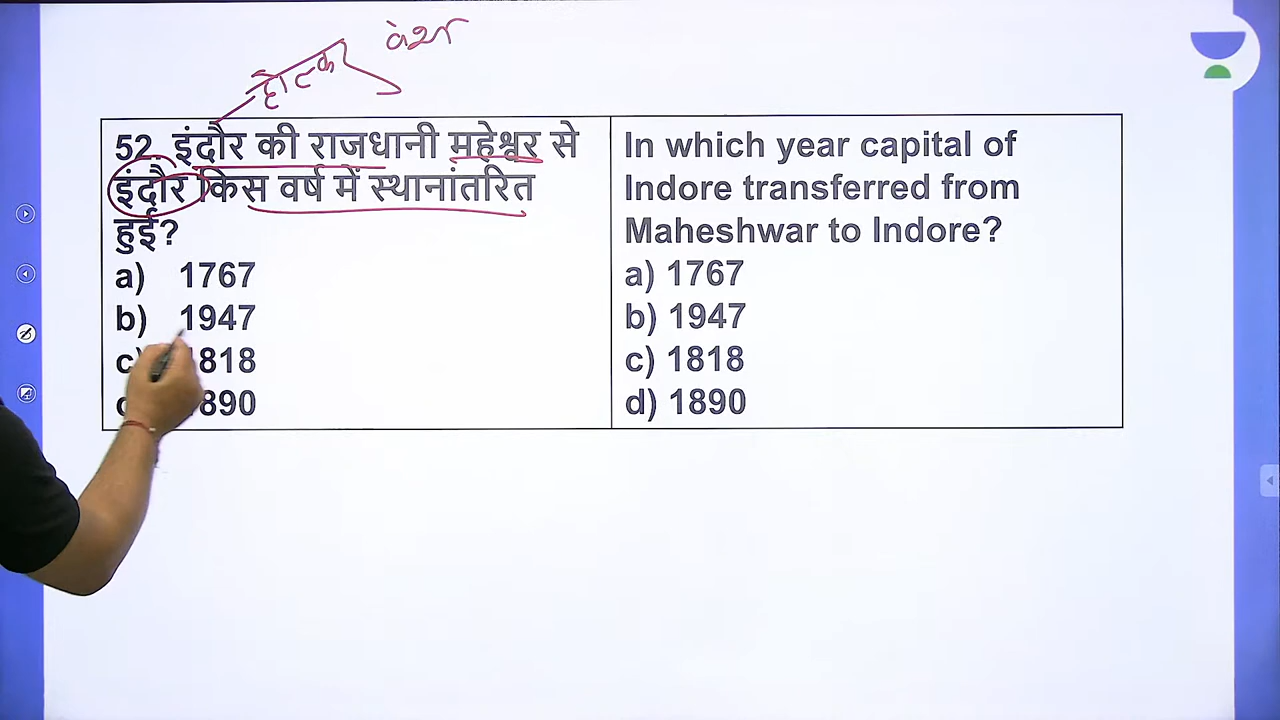 वंश
होल्कर
52. इंदौर की राजधानी महेश्वर से
इंदौर किस वर्ष में स्थानांतरित
हुई?
a) 1767
b) 1947
c) 1818
890
In which year capital of
Indore transferred from
Maheshwar to Indore?
a) 1767
b) 1947
c) 1818
d) 1890